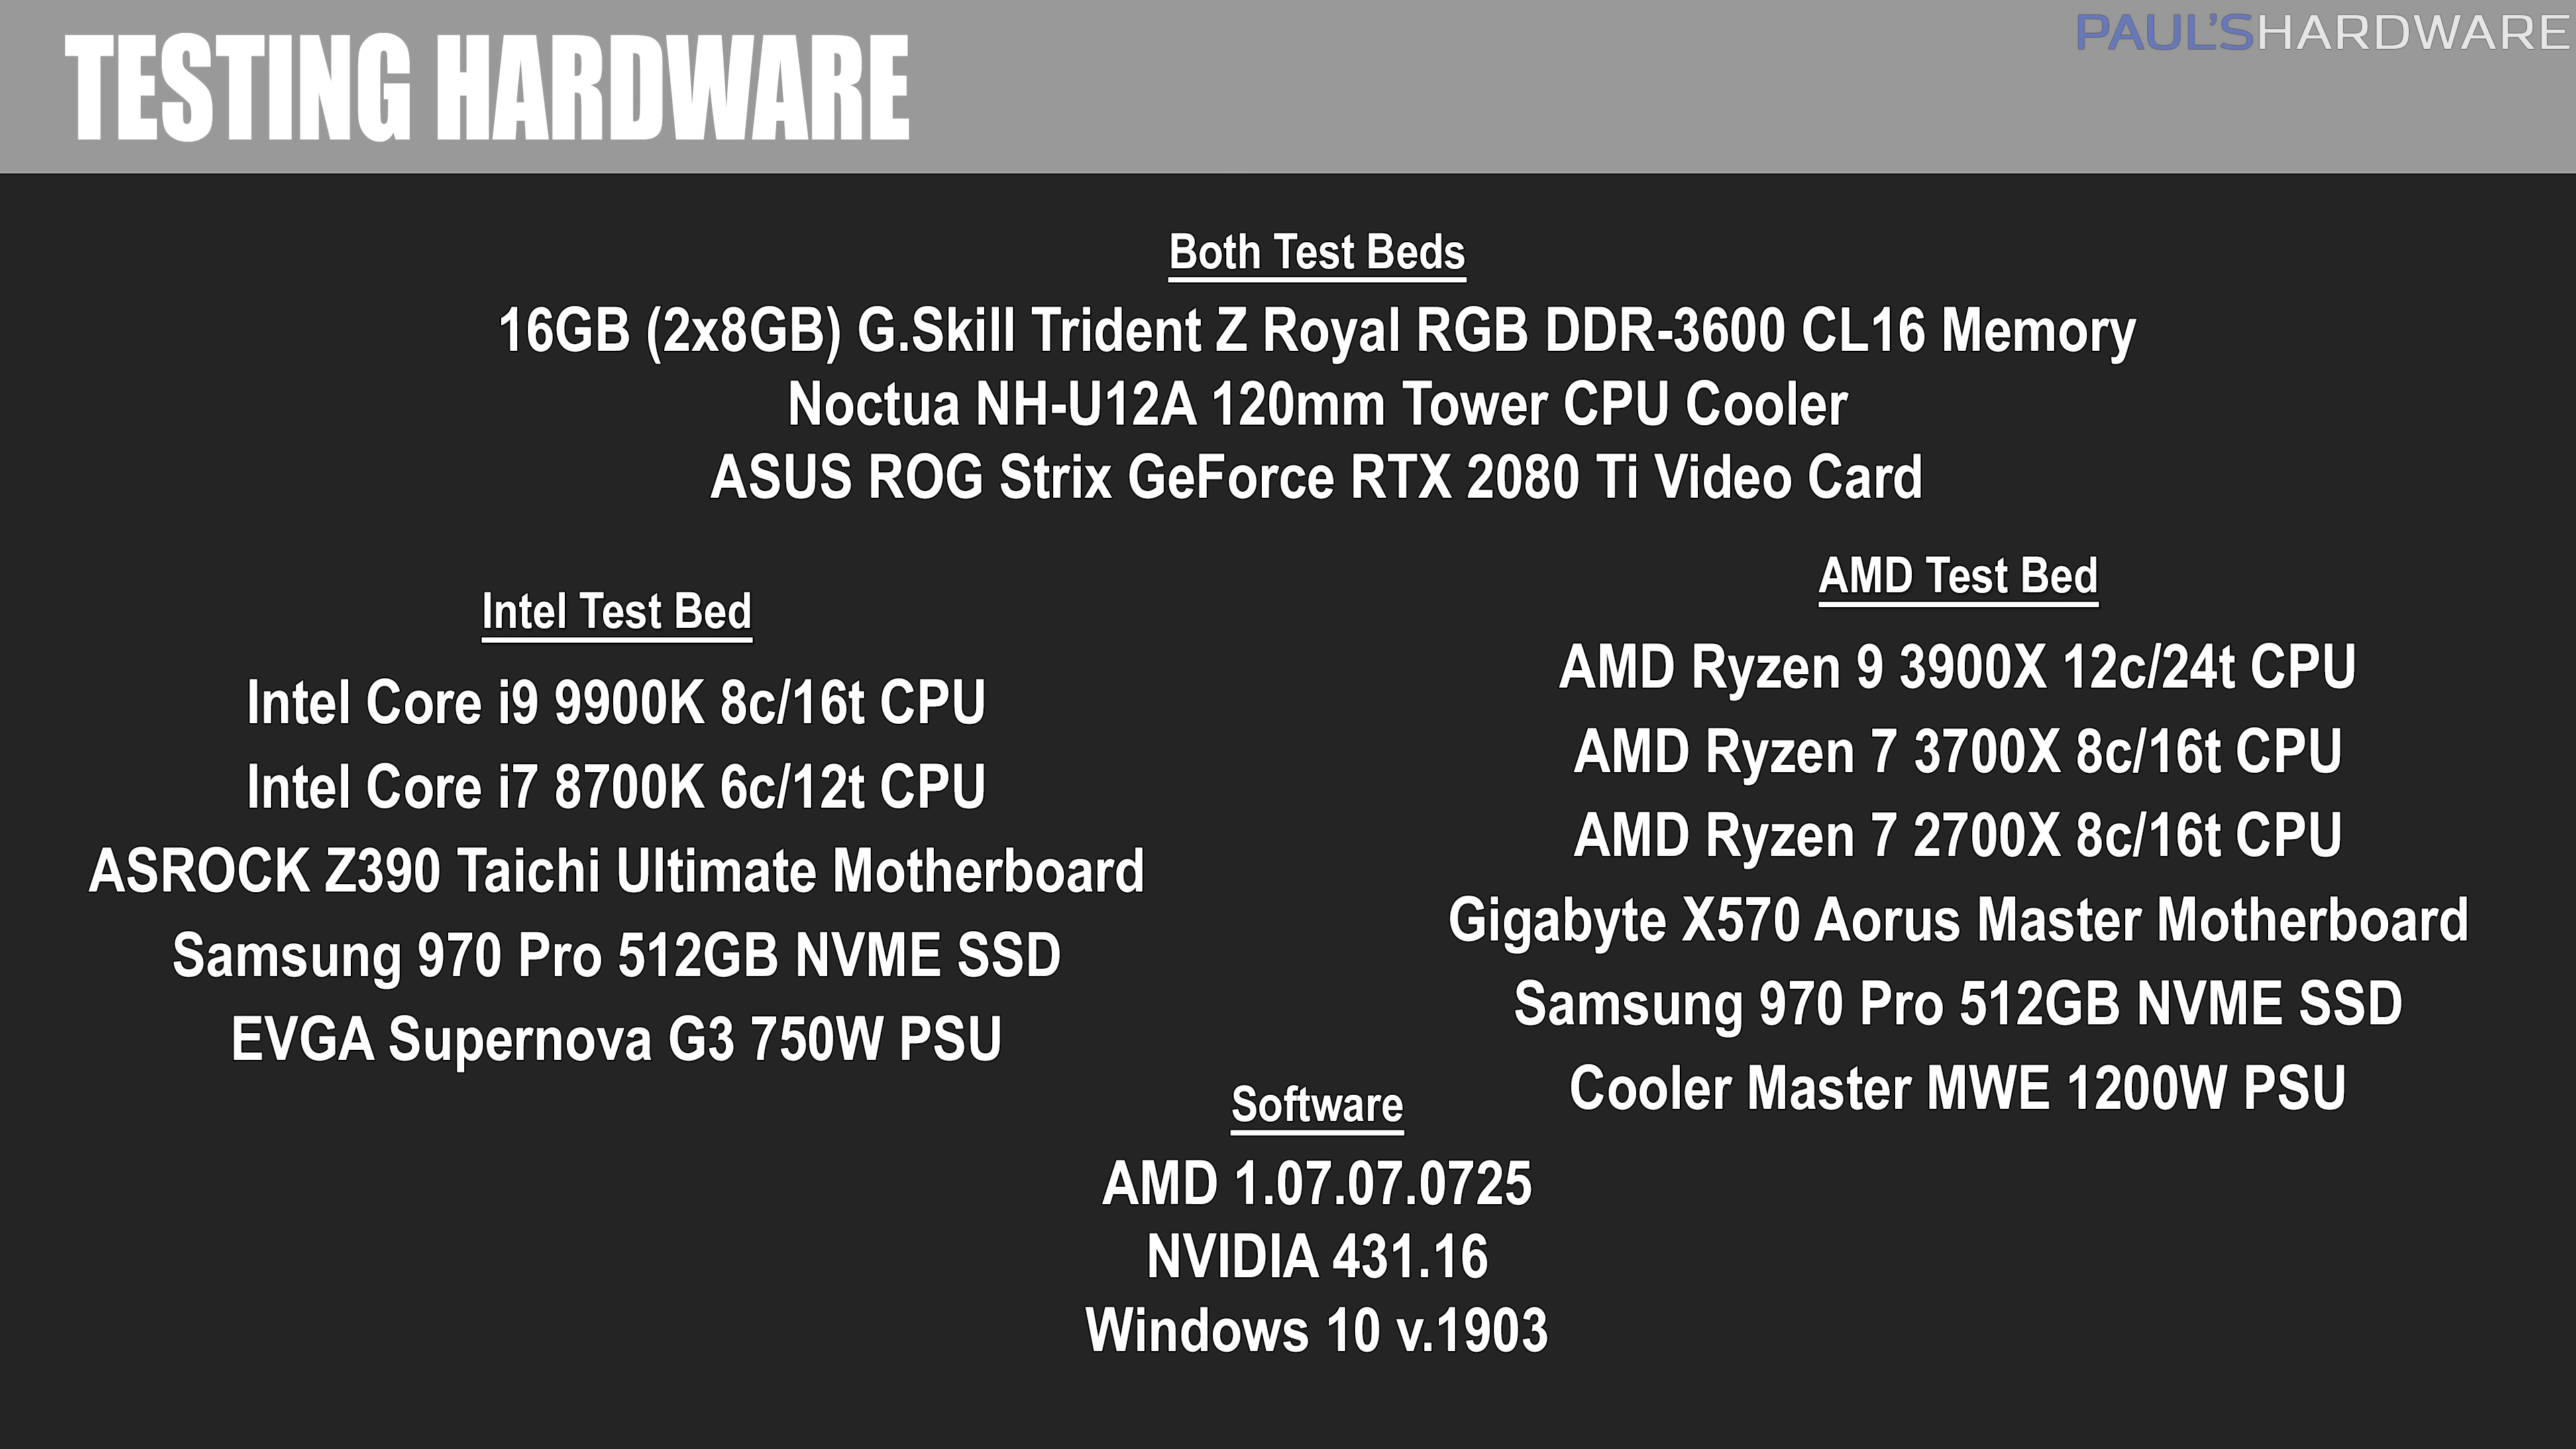 TESTING HARDWARE
PAUL'SHARDWARE
Both Test Beds
16GB (2x8GB) G.Skill Trident Z Royal RGB DDR-3600 CL16 Memory
Noctua NH-U12A 120mm Tower CPU Cooler
ASUS ROG Strix GeForce RTX 2080 Ti Video Card
Intel Test Bed
Intel Core i9 9900K 8c/16t CPU
Intel Core i7 8700K 6c/12t CPU
ASROCK Z390 Taichi Ultimate Motherboard
Samsung 970 Pro 512GB NVME SSD
EVGA Supernova G3 750W PSU
AMD Test Bed
AMD Ryzen 9 3900X 12c/24t CPU
AMD Ryzen 7 3700X 8c/16t CPU
AMD Ryzen 7 2700X 8c/16t CPU
Gigabyte X570 Aorus Master Motherboard
Samsung 970 Pro 512GB NVME SSD
Cooler Master MWE 1200W PSU
Software
AMD 1.07.07.0725
NVIDIA 431.16
Windows 10 v.1903